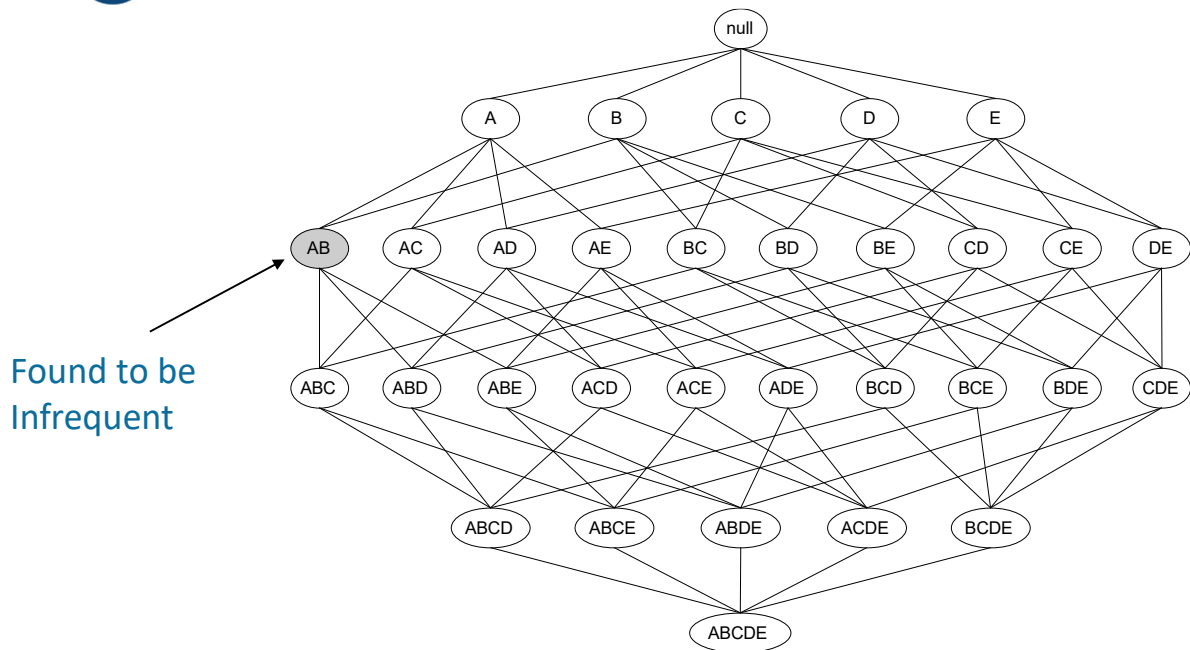 null
A B C D E
AB AC AD AE BC BD BE CD CE DE
Found to be
Infrequent
ABC ABD ABE ACD ACE ADE BCD BCE BDE CDE
ABCD ABCE ABDE ACDE BCDE
ABCDE